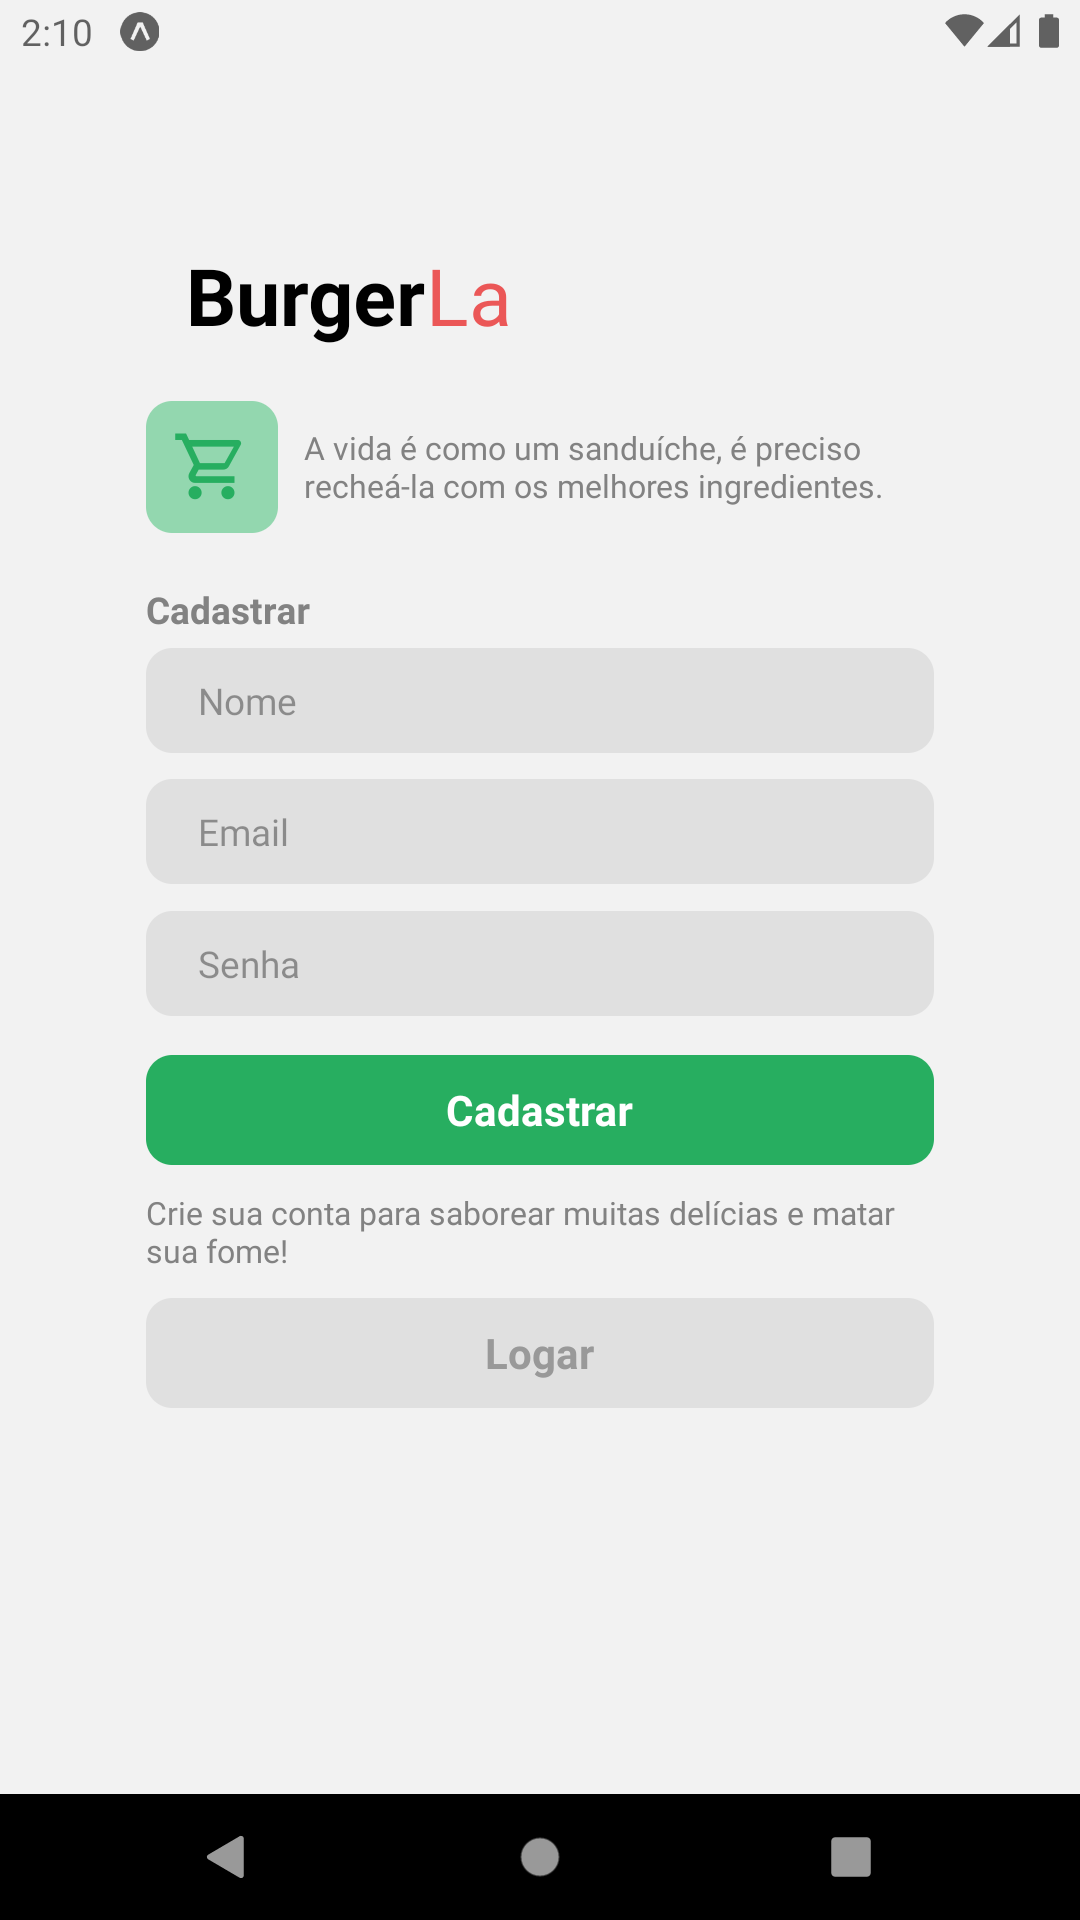 2:10
BurgerLa
A vida é como um sanduíche, é preciso
recheá-la com os melhores ingredientes.
Cadastrar
Nome
Email
Senha
Cadastrar
Crie sua conta para saborear muitas delícias e matar
sua fome!
Logar